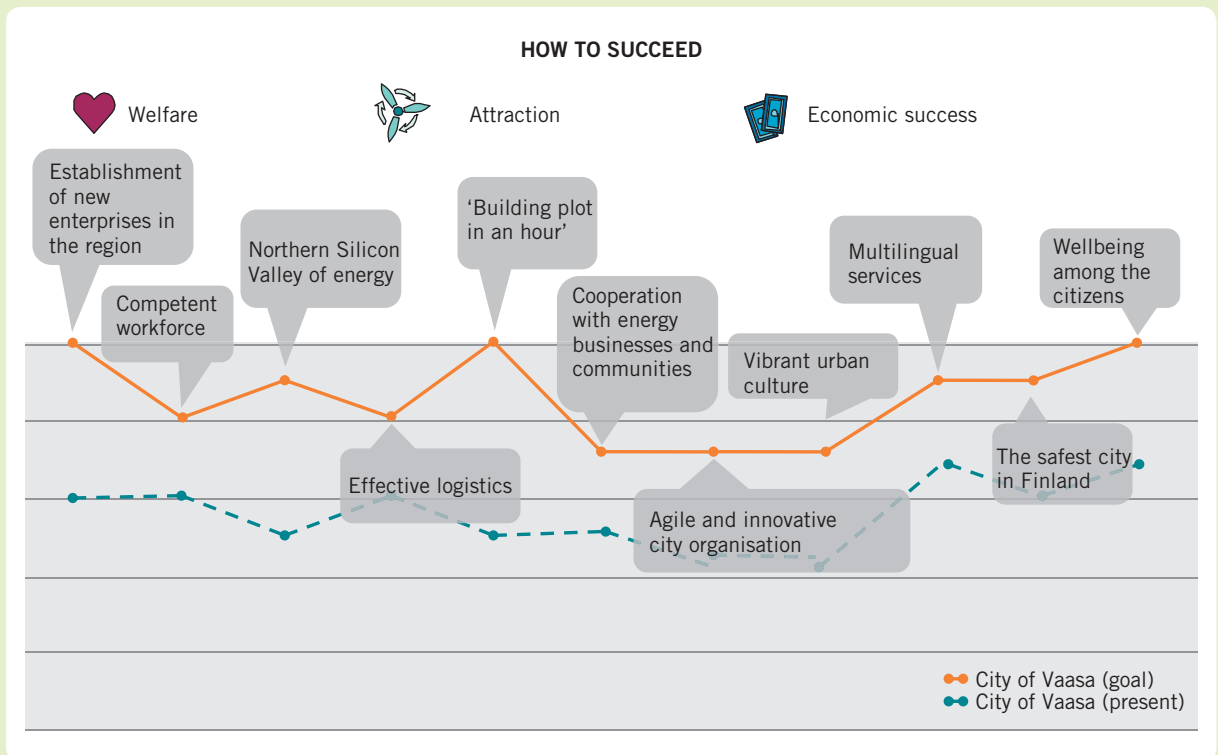 HOW TO SUCCEED
Welfare
Attraction
Economic success
Establishment
of new
enterprises in
the region
Competent
workforce
Northern Silicon
Valley of energy
Effective logistics
‘Building plot
in an hour’
Cooperation
with energy
businesses and
communities
Agile and innovative
city organisation
Vibrant urban
culture
Multilingual
services
The safest city
in Finland
Wellbeing
among the
citizens
City of Vaasa (goal)
City of Vaasa (present)